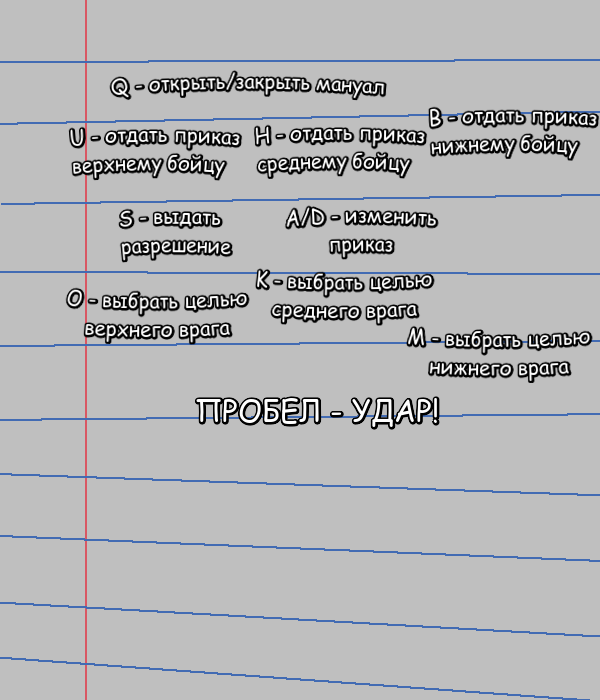 Q - открыть/закрыть мануал
U - отдать приказ
верхнему бойцу
H - отдать приказ
среднему бойцу
B - отдать приказ
нижнему бойцу
S - выдать
разрешение
A/D - изменить
приказ
O - выбрать целью
верхнего врага
K - выбрать целью
среднего врага
M - выбрать целью
нижнего врага
ПРОБЕЛ - УДАР!